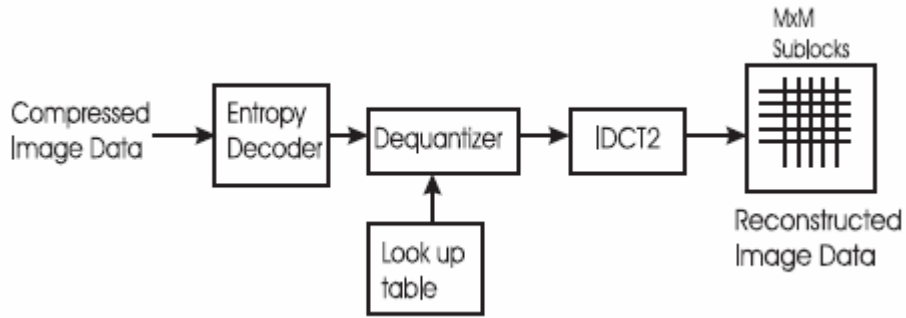 MxM
Sublocks
Compressed
Image Data
Entropy
Decoder
Dequantizer
IDCT2
Look up
table
Reconstructed
Image Data